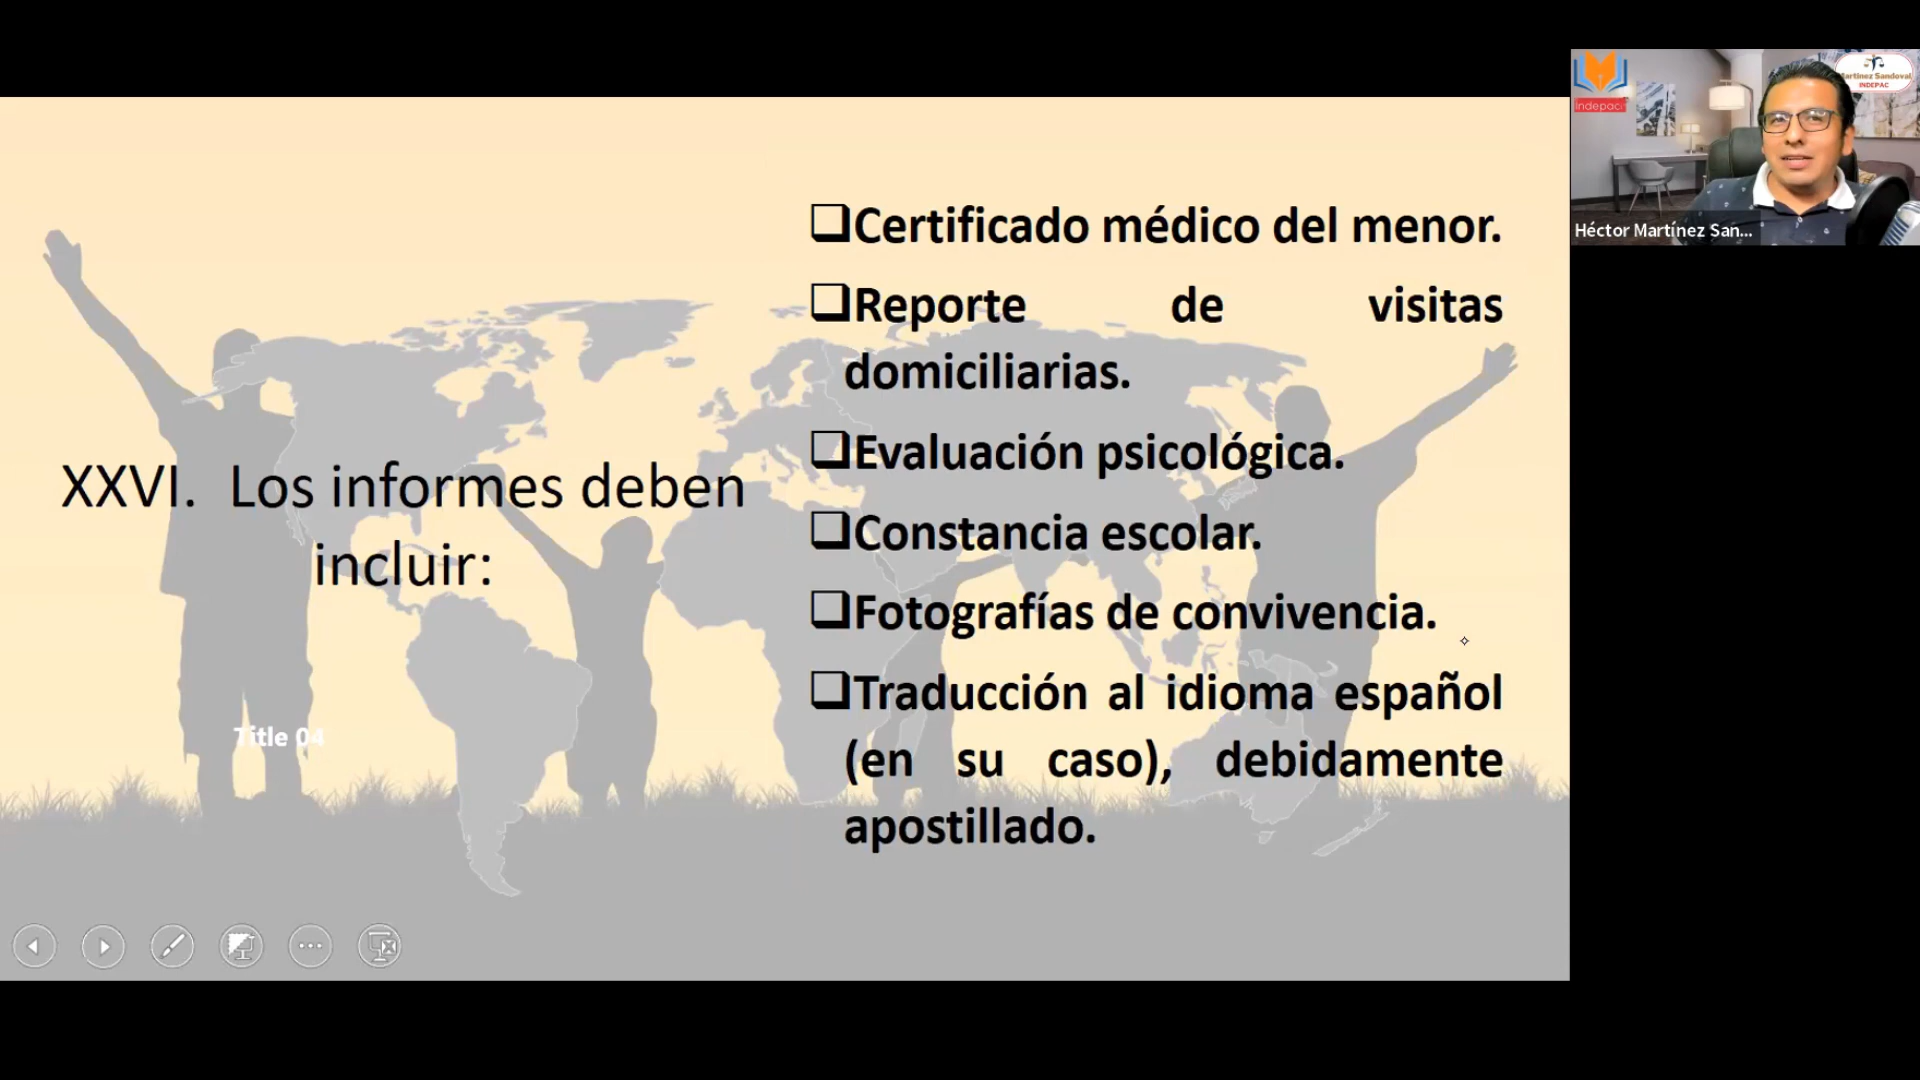 XXVI. Los informes deben
incluir:
Title 04
❑Certificado médico del menor.
❑Reporte de visitas
domiciliarias.
❑Evaluación psicológica.
❑Constancia escolar.
❑Fotografías de convivencia.
❑Traducción al idioma español
(en su caso), debidamente
apostillado.
Indepac
Martínez Sandoval
INDEPAC
Héctor Martínez San...